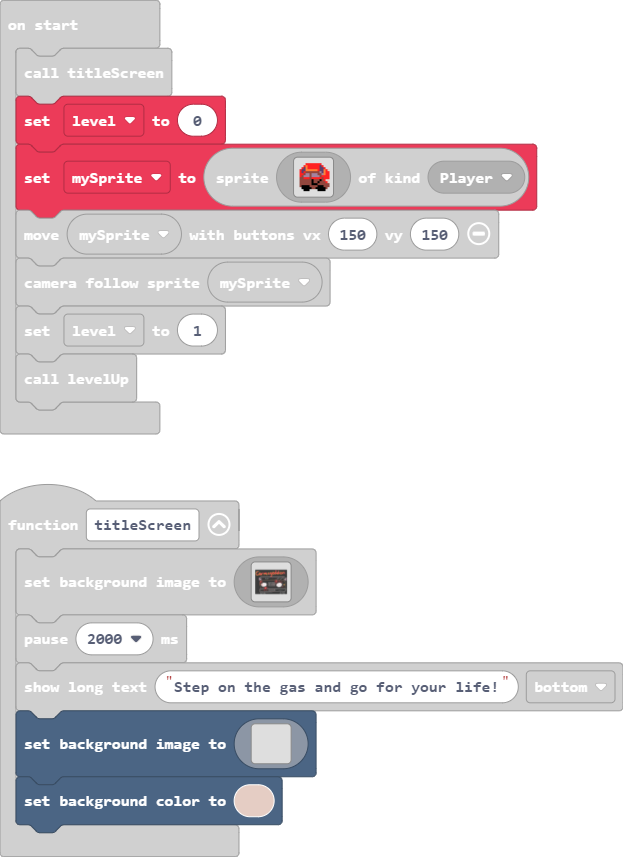 on start
call titleScreen
set level to 0
set mySprite to sprite of kind Player
move mySprite with buttons vx 150 vy 150
camera follow sprite mySprite
set level to 1
call levelUp
function titleScreen
set background image to
pause 2000 ms
show long text "Step on the gas and go for your life!" bottom
set background image to
set background color to